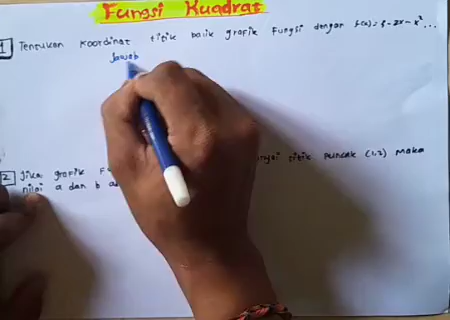 Fungsi Kuadrat
1 Tentukan koordinat titik balik grafik fungsi dengan f(x) = 8 - 2x - x² ...
Jawab
2 Jika grafik F titik puncak (1,2) maka
nilai a dan b